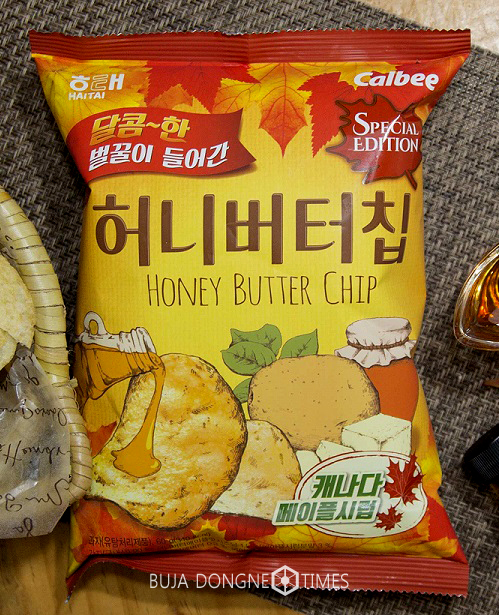 해태
HAITAI
Calbee
SPECIAL
EDITION
달콤~한
벌꿀이 들어간
허니버터칩
HONEY BUTTER CHIP
캐나다
메이플시럽
BUJA DONGNE TIMES